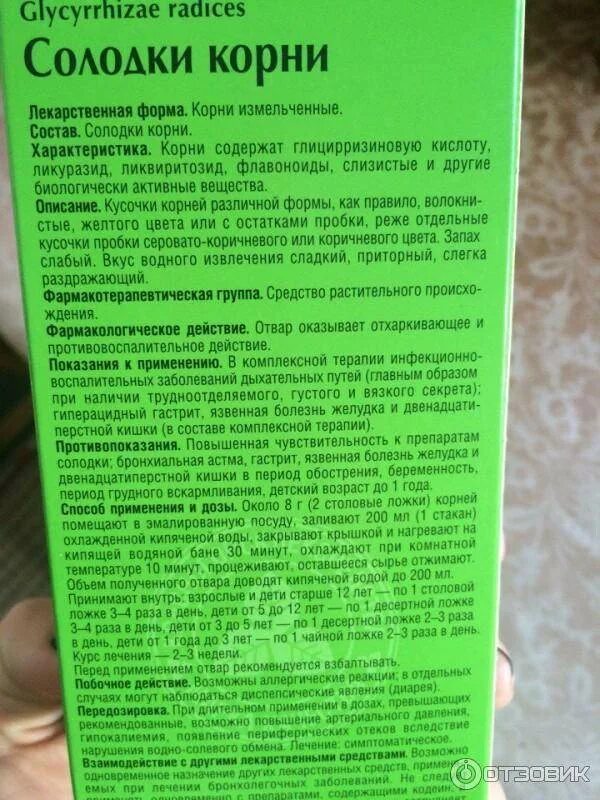 Glycyrrhizae radices
Солодки корни
Лекарственная форма. Корни измельченные.
Состав. Солодки корни.
Характеристика. Корни содержат глицирризиновую кислоту,
ликуразид, ликвиритозид, флавоноиды, слизистые и другие
биологически активные вещества.
Описание. Кусочки корней различной формы, как правило, волокни-
стые, желтого цвета или с остатками пробки, реже отдельные
кусочки пробки серовато-коричневого или коричневого цвета. Запах
слабый. Вкус водного извлечения сладкий, приторный, слегка
раздражающий.
Фармакотерапевтическая группа. Средство растительного происхо-
ждения.
Фармакологическое действие. Отвар оказывает отхаркивающее и
противовоспалительное действие.
Показания к применению. В комплексной терапии инфекционно-
воспалительных заболеваний дыхательных путей (главным образом
при наличии трудноотделяемого, густого и вязкого секрета);
гиперацидный гастрит, язвенная болезнь желудка и двенадцати-
перстной кишки (в составе комплексной терапии).
Противопоказания. Повышенная чувствительность к препаратам
солодки; бронхиальная астма, гастрит, язвенная болезнь желудка и
двенадцатиперстной кишки в период обострения, беременность,
период грудного вскармливания, детский возраст до 1 года.
Способ применения и дозы. Около 8 г (2 столовые ложки) корней
помещают в эмалированную посуду, заливают 200 мл (1 стакан)
охлажденной кипяченой воды, закрывают крышкой и нагревают на
кипящей водяной бане 30 минут, охлаждают при комнатной
температуре 10 минут, процеживают, оставшееся сырье отжимают.
Объем полученного отвара доводят кипяченой водой до 200 мл.
Принимают внутрь: взрослые и дети старше 12 лет — по 1 столовой
ложке 3–4 раза в день, дети от 5 до 12 лет — по 1 десертной ложке
3–4 раза в день, дети от 3 до 5 лет — по 1 десертной ложке 2–3 раза
в день, дети от 1 года до 3 лет — по 1 чайной ложке 2–3 раза в день.
Курс лечения — 2–3 недели.
Перед применением отвар рекомендуется взбалтывать.
Побочное действие. Возможны аллергические реакции; в отдельных
случаях могут наблюдаться диспепсические явления (диарея).
Передозировка. При длительном применении в дозах, превышающих
рекомендованные, возможно повышение артериального давления,
гипокалиемия, появление периферических отеков вследствие
нарушения водно-солевого обмена. Лечение: симптоматическое.
Взаимодействие с другими лекарственными средствами. Возможно
одновременное назначение других лекарственных средств,
емых при лечении бронхолегочных заболеваний. Не
применять одновременно с препаратами, содержащими кодеин,
ОТЗОВИК